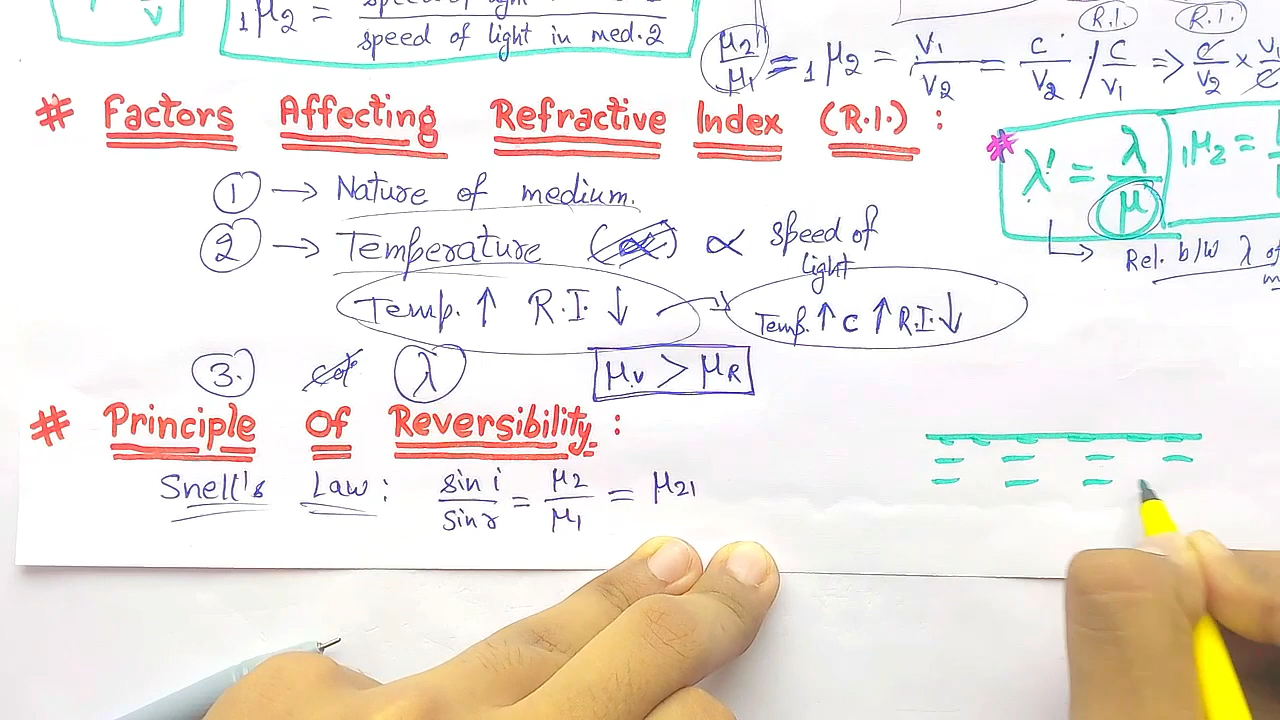 v
₁μ₂ = speed of light in med.2
μ₂/μ₁ = ₁μ₂ = V₁/V₂ = c/V₂ / c/V₁ ⇒ c/V₂ ×
R.I. R.I.
# Factors Affecting Refractive Index (R.I.) :
1 → Nature of medium.
2 → Temperature (∝) ∝ speed of light
Temp. ↑ R.I. ↓ → Temp. ↑ C ↑ R.I. ↓
3. λ μv > μR
# λ' = λ/μ ₁μ₂ =
↳ Rel. b/w λ
# Principle Of Reversibility :
Snell's Law : sin i/sin r = μ₂/μ₁ = μ₂₁